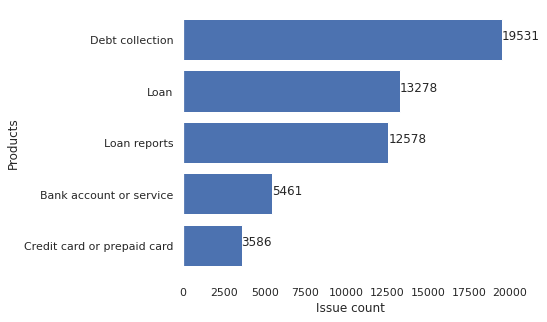 Products
Debt collection 19531
Loan 13278
Loan reports 12578
Bank account or service 5461
Credit card or prepaid card 3586
0 2500 5000 7500 10000 12500 15000 17500 20000
Issue count